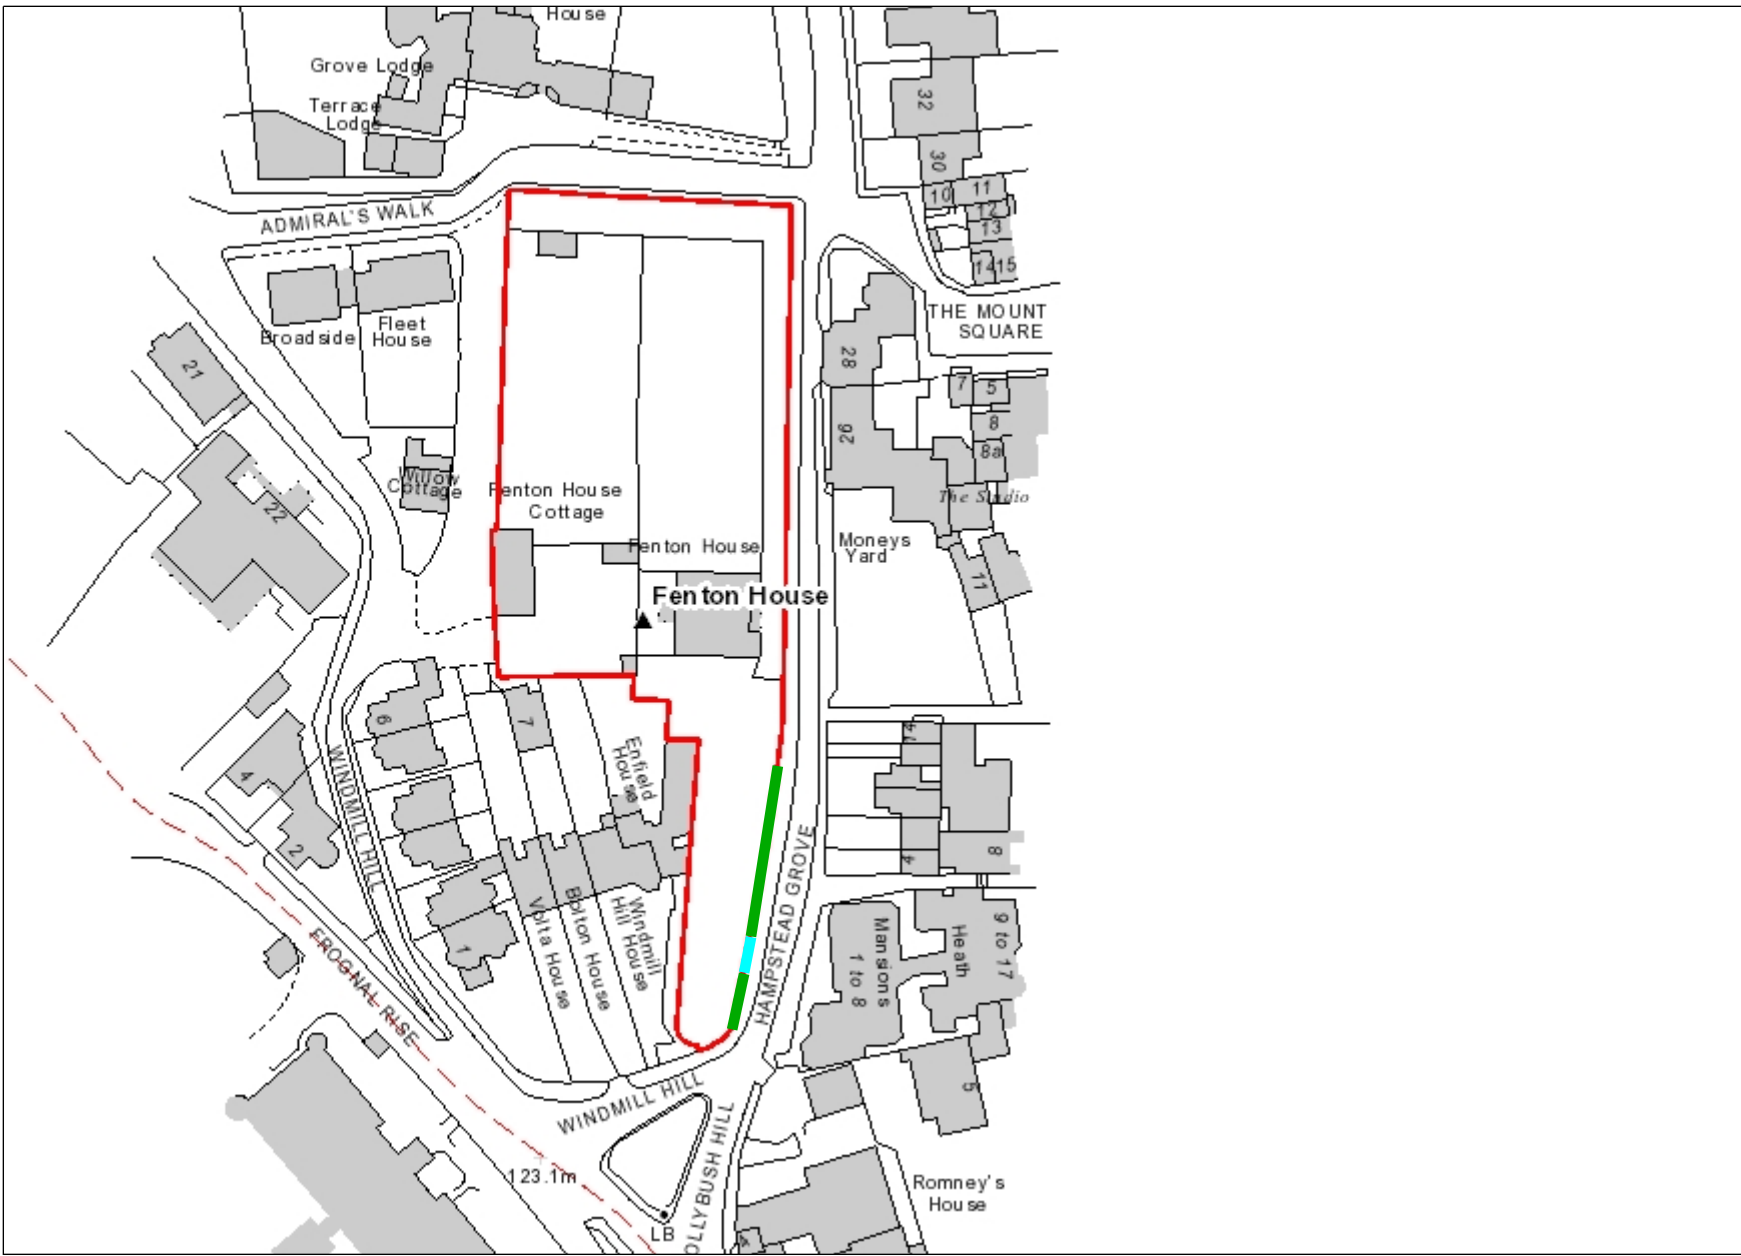 House
Grove Lodge
Terrace
Lodge
32
30
10
11
12
13
14
15
ADMIRAL'S WALK
THE MOUNT
SQUARE
Broadside
Fleet
House
21
28
7
5
8
8a
26
Willow
Cottage
Fenton House
Cottage
The Studio
22
Moneys
Yard
Fenton House
11
Fenton House
6
7
Enfield
House
14
4
2
WINDMILL HILL
HAMPSTEAD GROVE
4
8
1
Volta House
Bolton House
Windmill
Hill House
Mansions
1 to 8
Heath
9 to 17
FROGNAL RISE
WINDMILL HILL
5
OLLYBUSH HILL
123.1m
Romney's
House
LB